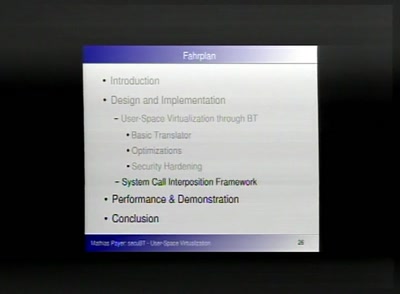 Fahrplan
• Introduction
• Design and Implementation
– User-Space Virtualization through BT
• Basic Translator
• Optimizations
• Security Hardening
– System Call Interposition Framework
• Performance & Demonstration
• Conclusion
Mathias Payer: secuBT - User-Space Virtualization
26